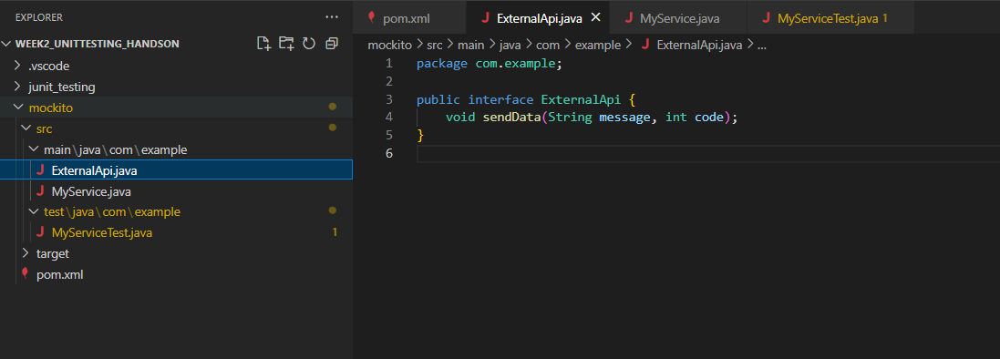 EXPLORER
WEEK2_UNITTESTING_HANDSON
.vscode
junit_testing
mockito
src
main\java\com\example
ExternalApi.java
MyService.java
test\java\com\example
MyServiceTest.java 1
target
pom.xml
pom.xml ExternalApi.java MyService.java MyServiceTest.java 1
mockito > src > main > java > com > example > ExternalApi.java > ...
1 package com.example;
2
3 public interface ExternalApi {
4 void sendData(String message, int code);
5 }
6